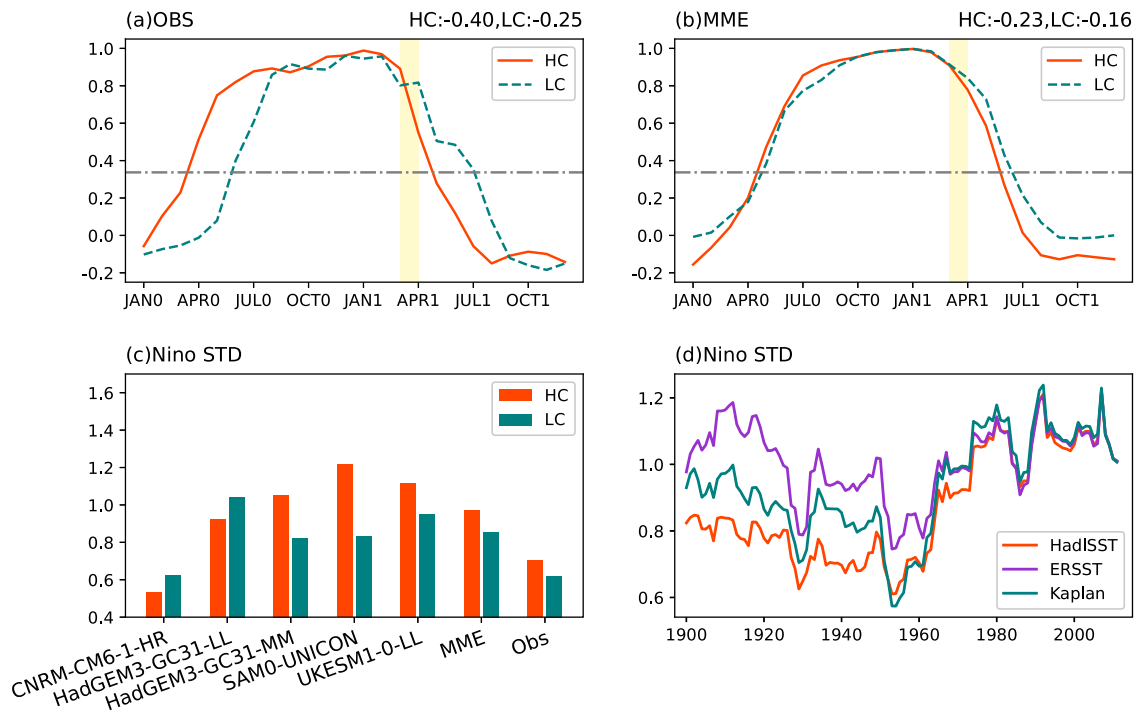 (a)OBS
HC:-0.40,LC:-0.25
1.0
0.8
0.6
0.4
0.2
0.0
-0.2
HC
LC
JAN0 APR0 JUL0 OCT0 JAN1 APR1 JUL1 OCT1
(b)MME
HC:-0.23,LC:-0.16
1.0
0.8
0.6
0.4
0.2
0.0
-0.2
HC
LC
JAN0 APR0 JUL0 OCT0 JAN1 APR1 JUL1 OCT1
(c)Nino STD
1.6
1.4
1.2
1.0
0.8
0.6
0.4
HC
LC
CNRM-CM6-1-HR
HadGEM3-GC31-LL
HadGEM3-GC31-MM
SAM0-UNICON
UKESM1-0-LL
MME
Obs
(d)Nino STD
1.2
1.0
0.8
0.6
HadISST
ERSST
Kaplan
1900 1920 1940 1960 1980 2000